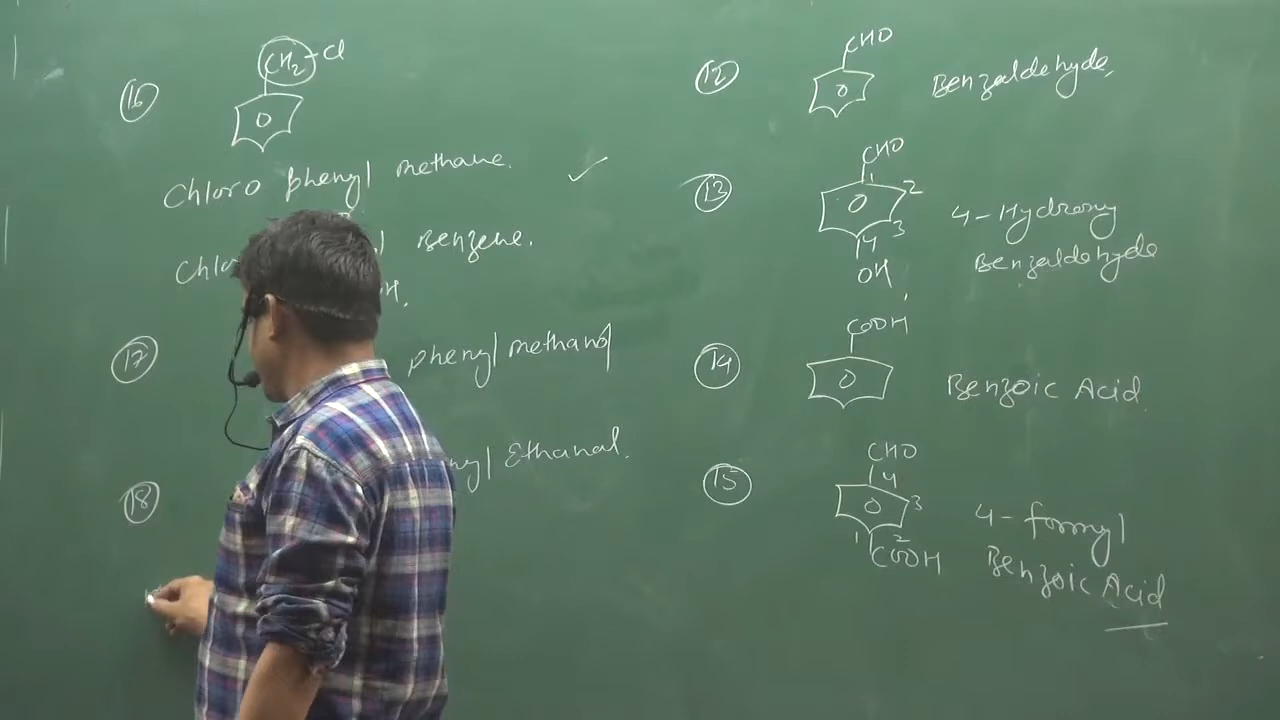 16
CH2-Cl
Chloro phenyl methane.
Benzene.
17
phenyl methanol
18
Ethanal.
12
CHO
Benzaldehyde
13
CHO
1
2
3
4
OH
4-Hydroxy
Benzaldehyde
14
COOH
Benzoic Acid
15
CHO
4
3
2
1
COOH
4-formyl
Benzoic Acid